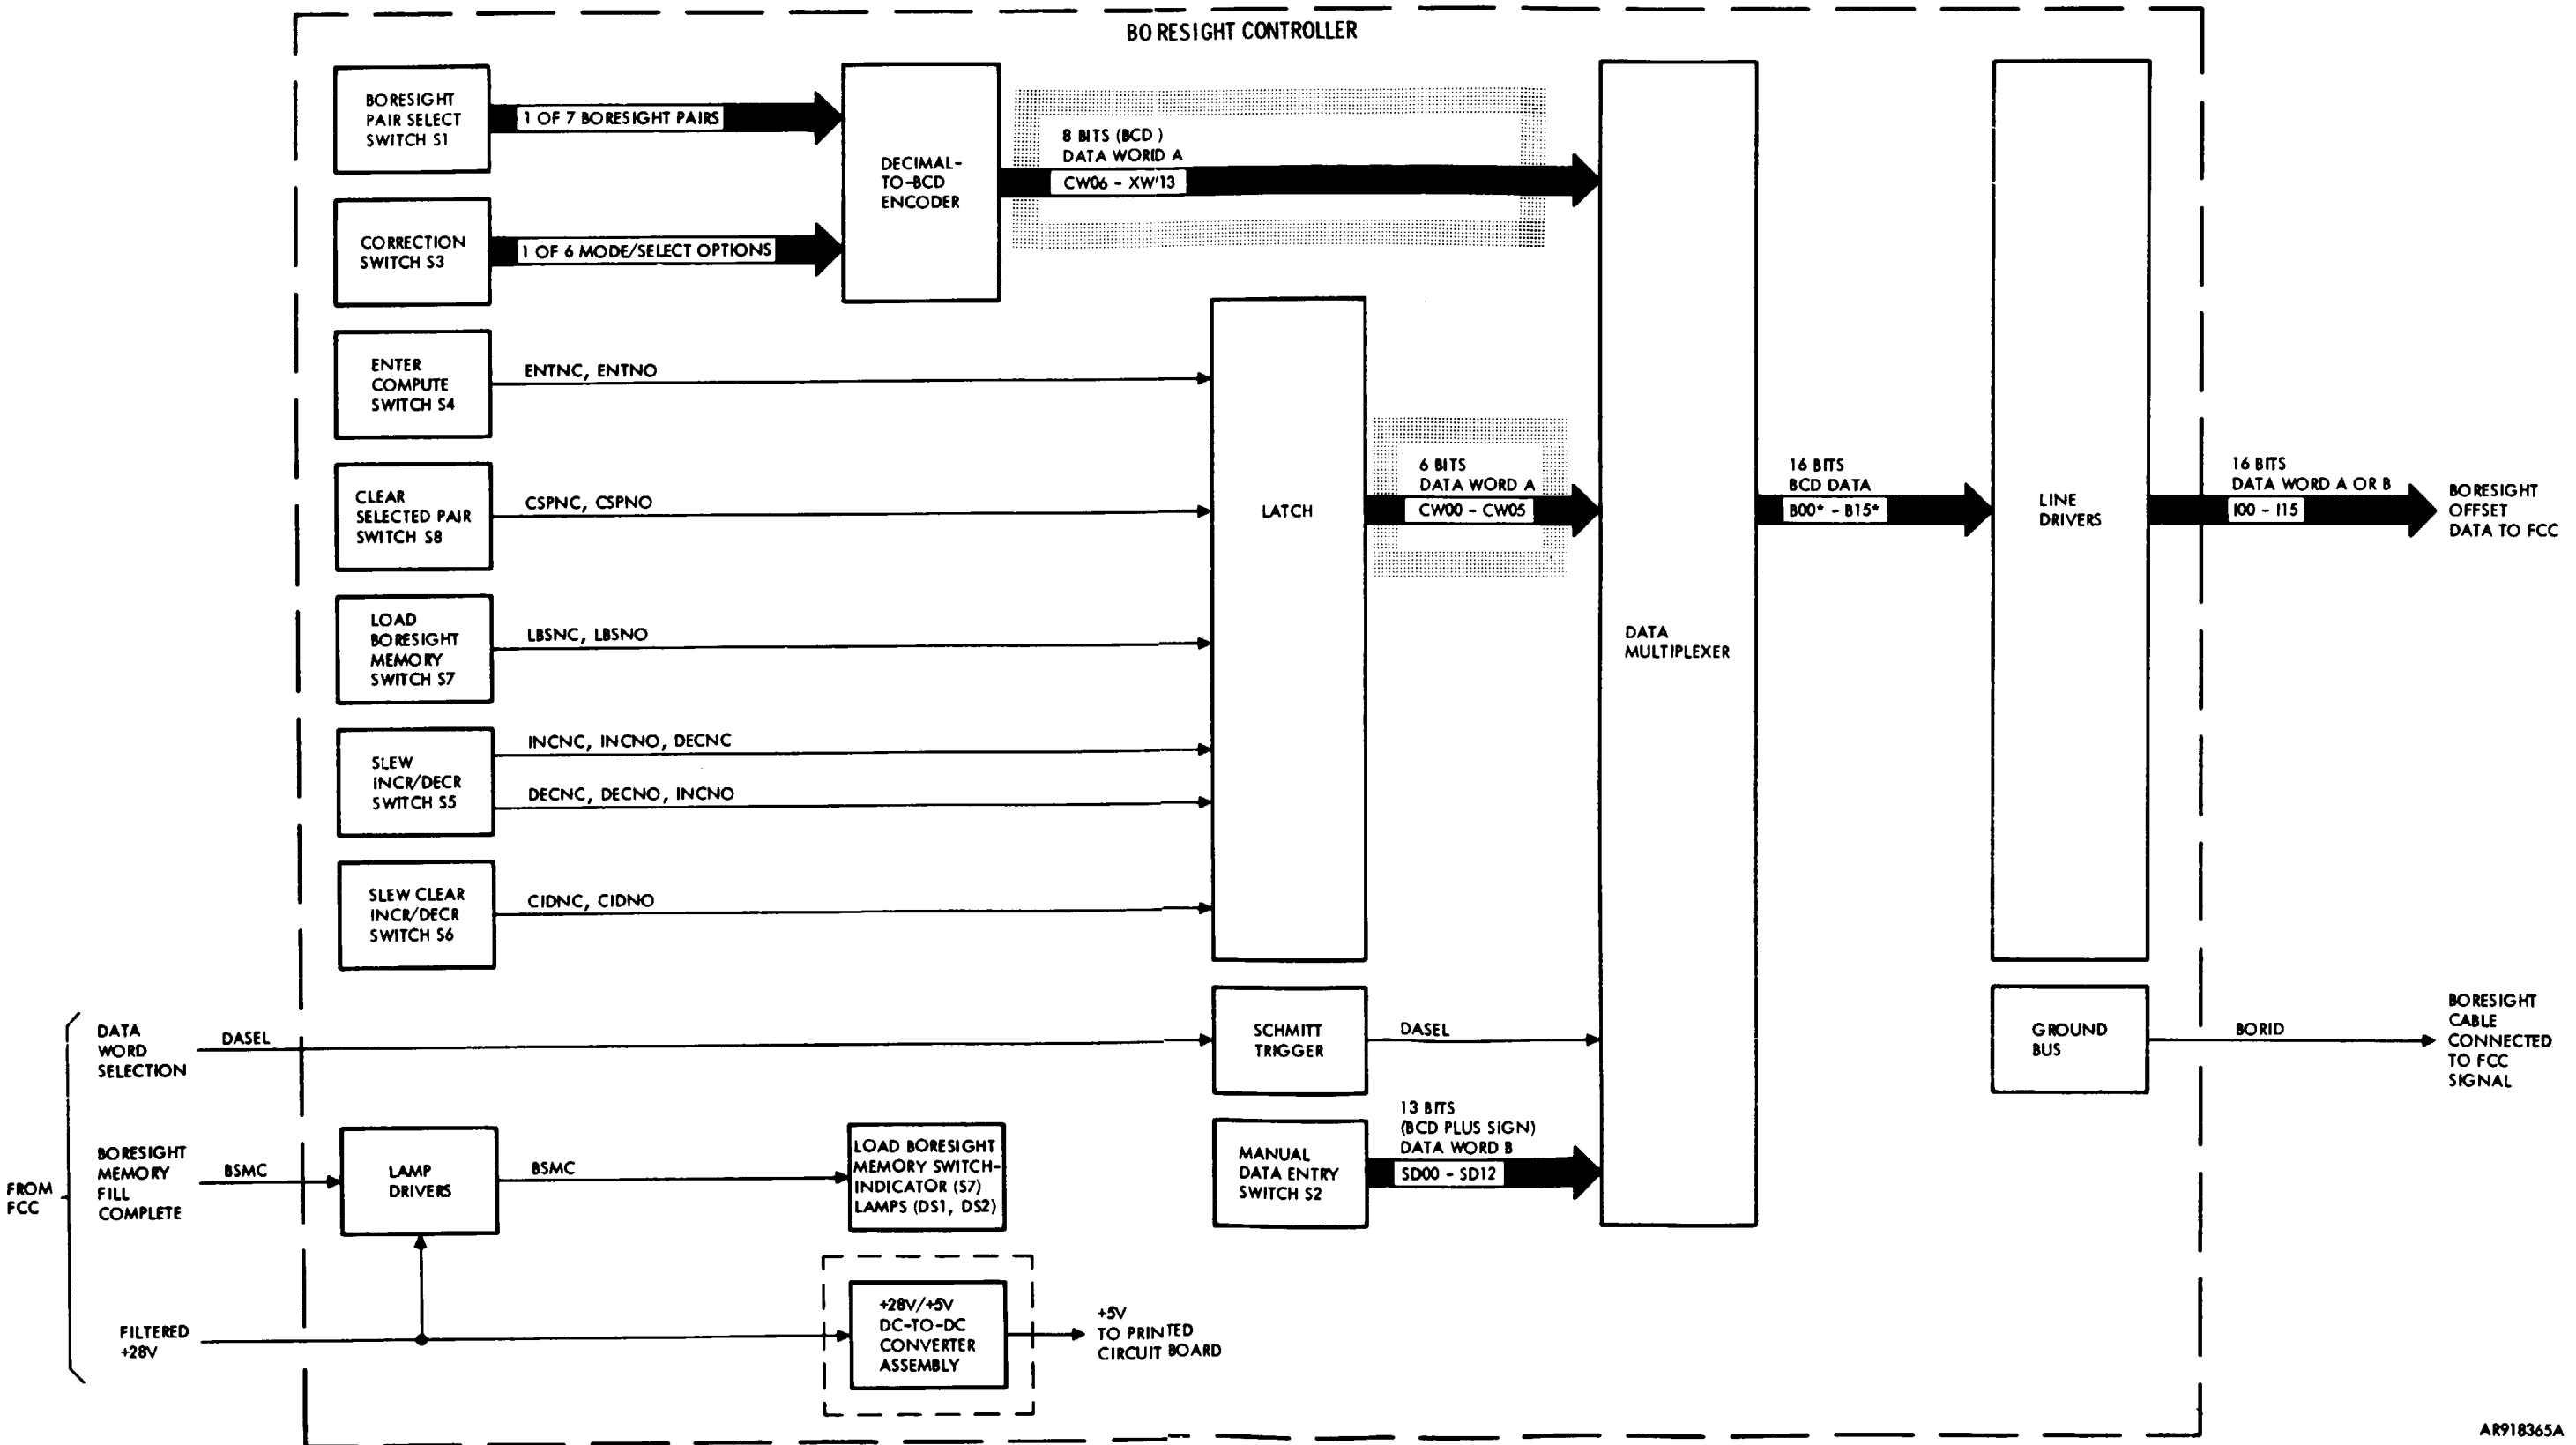 BORESIGHT CONTROLLER
BORESIGHT
PAIR SELECT
SWITCH S1
1 OF 7 BORESIGHT PAIRS
CORRECTION
SWITCH S3
1 OF 6 MODE/SELECT OPTIONS
DECIMAL-
TO-BCD
ENCODER
8 BITS (BCD)
DATA WORID A
CW06 - XW'13
ENTER
COMPUTE
SWITCH S4
ENTNC, ENTNO
CLEAR
SELECTED PAIR
SWITCH S8
CSPNC, CSPNO
LOAD
BORESIGHT
MEMORY
SWITCH S7
LBSNC, LBSNO
SLEW
INCR/DECR
SWITCH S5
INCNC, INCNO, DECNC
DECNC, DECNO, INCNO
SLEW CLEAR
INCR/DECR
SWITCH S6
CIDNC, CIDNO
LATCH
6 BITS
DATA WORD A
CW00 - CW05
DATA
MULTIPLEXER
16 BITS
BCD DATA
B00* - B15*
LINE
DRIVERS
16 BITS
DATA WORD A OR B
I00 - I15
BORESIGHT
OFFSET
DATA TO FCC
FROM
FCC
DATA
WORD
SELECTION
DASEL
SCHMITT
TRIGGER
DASEL
GROUND
BUS
BORID
BORESIGHT
CABLE
CONNECTED
TO FCC
SIGNAL
BORESIGHT
MEMORY
FILL
COMPLETE
BSMC
LAMP
DRIVERS
BSMC
LOAD BORESIGHT
MEMORY SWITCH-
INDICATOR (S7)
LAMPS (DS1, DS2)
MANUAL
DATA ENTRY
SWITCH S2
13 BITS
(BCD PLUS SIGN)
DATA WORD B
SD00 - SD12
FILTERED
+28V
+28V/+5V
DC-TO-DC
CONVERTER
ASSEMBLY
+5V
TO PRINTED
CIRCUIT BOARD
AR918365A